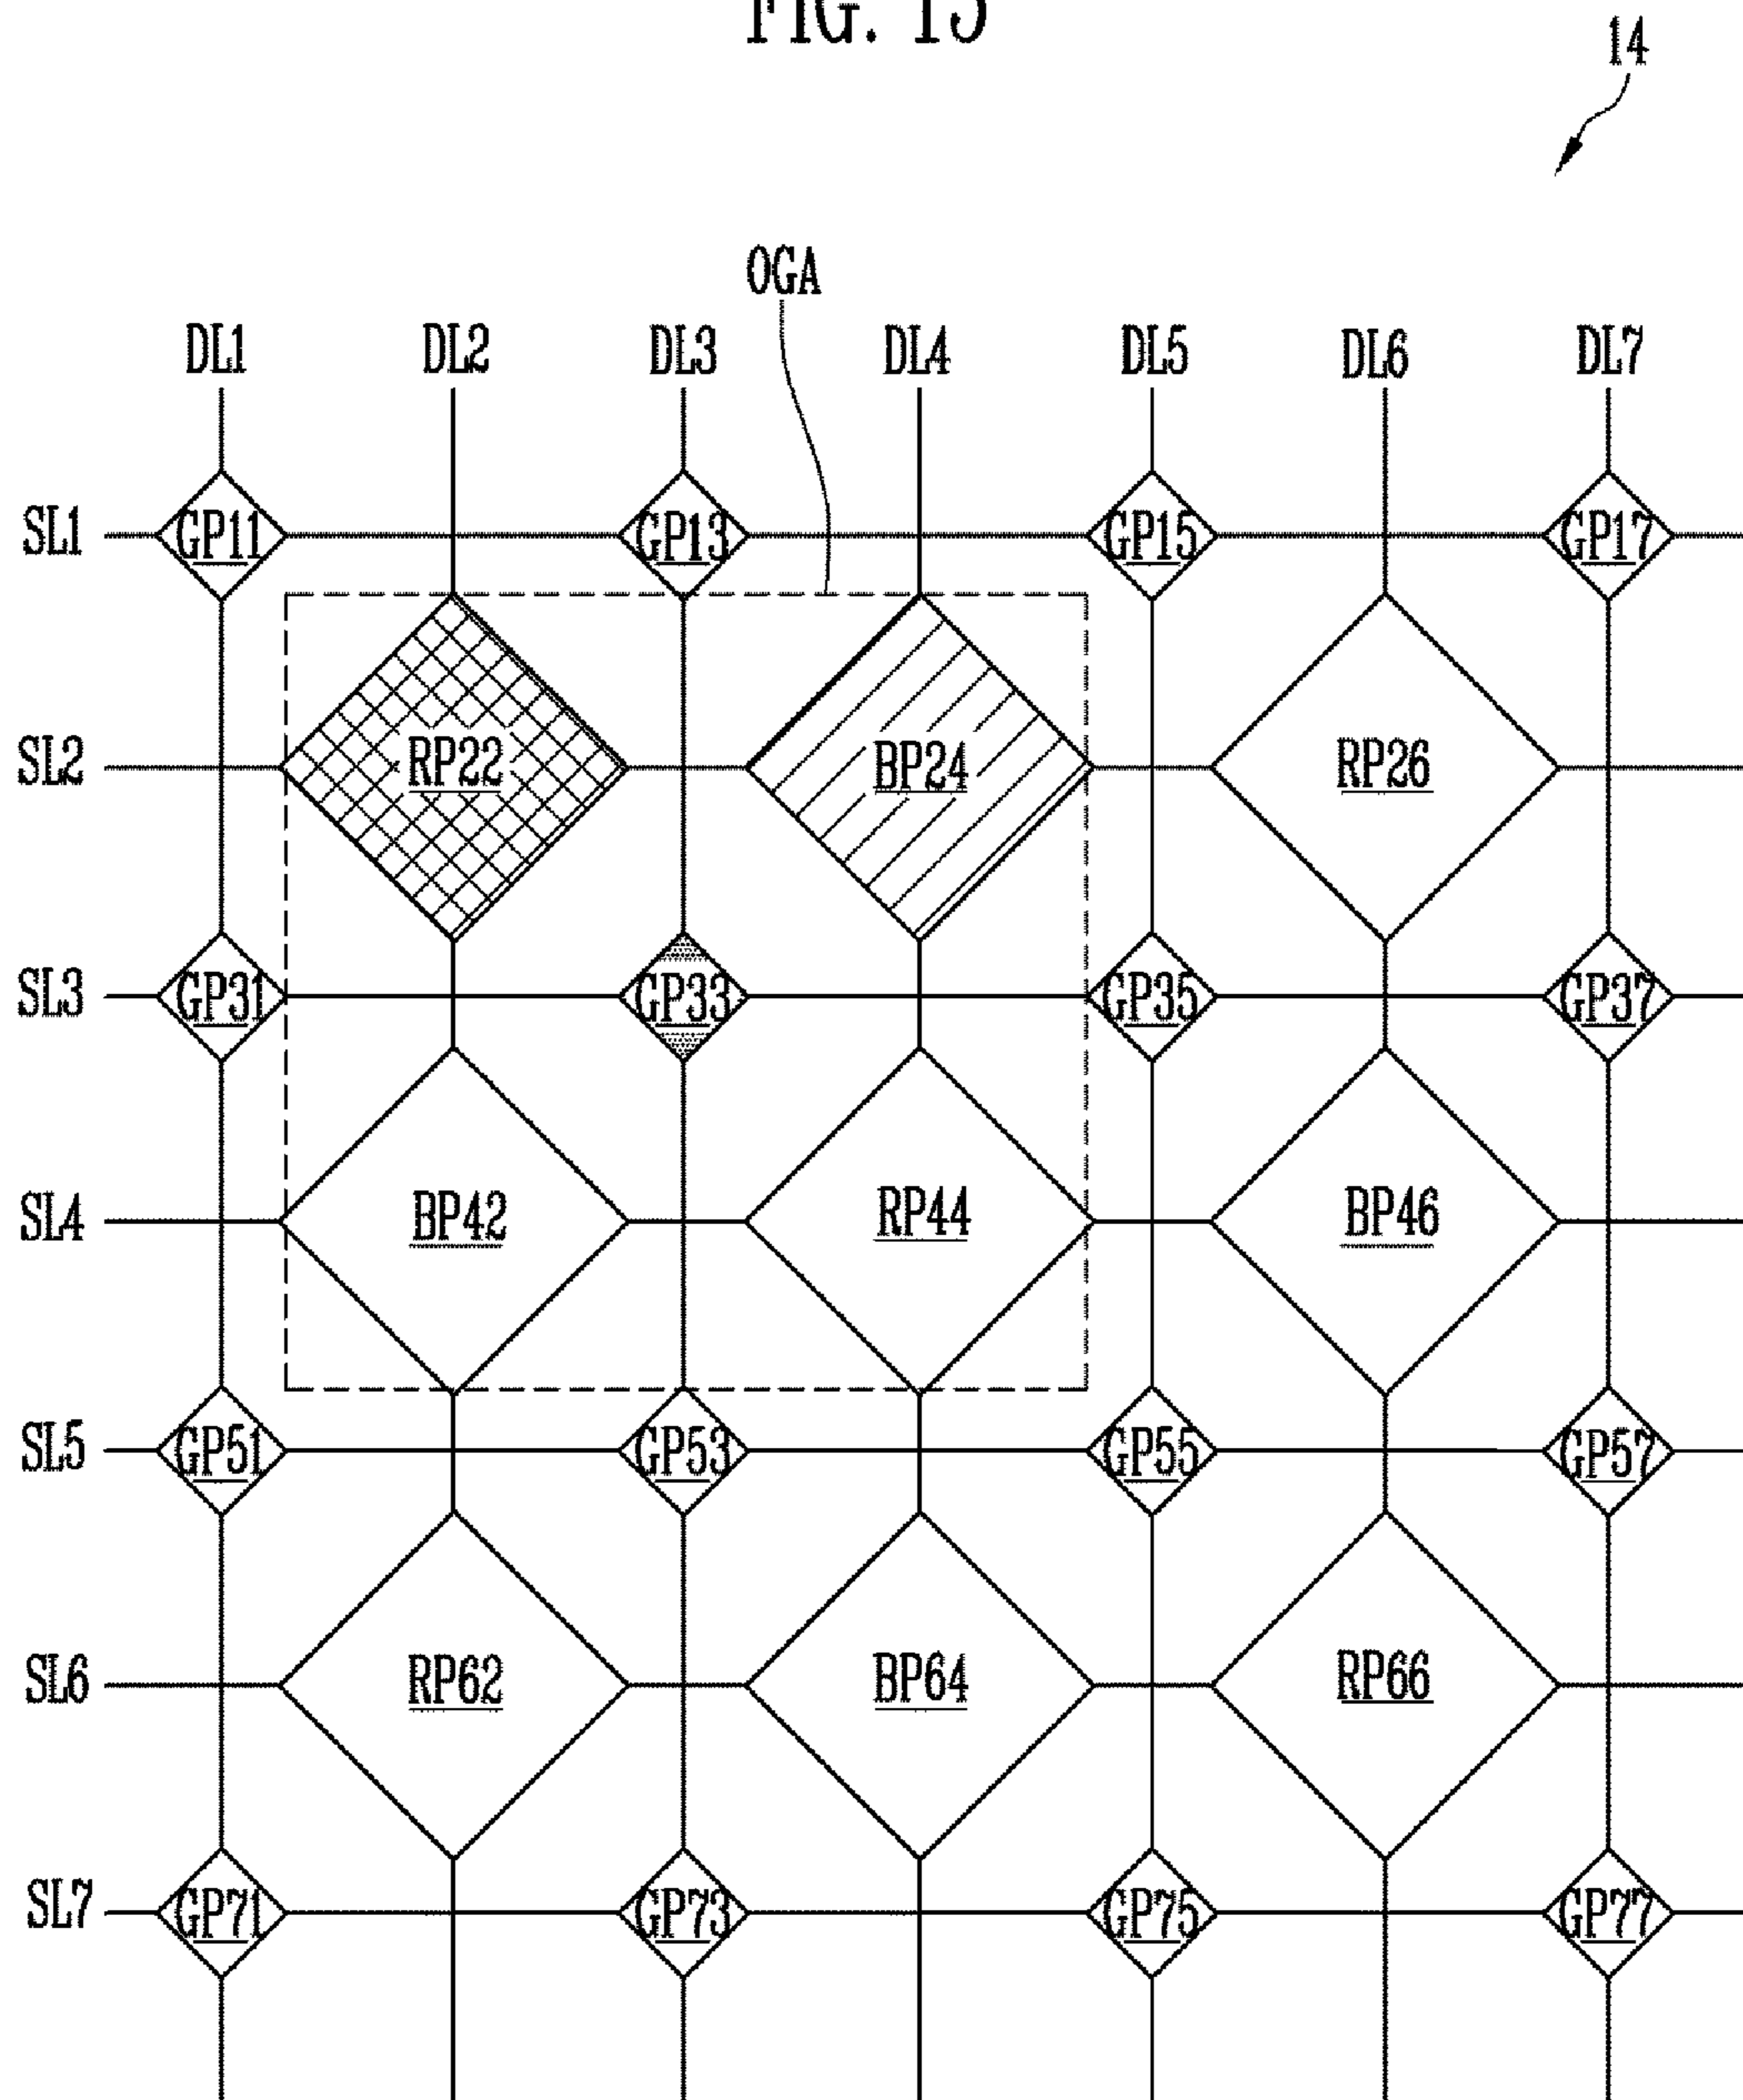 FIG. 15
14
OGA
DL1 DL2 DL3 DL4 DL5 DL6 DL7
SL1 GP11 GP13 GP15 GP17
SL2 RP22 BP24 RP26
SL3 GP31 GP33 GP35 GP37
SL4 BP42 RP44 BP46
SL5 GP51 GP53 GP55 GP57
SL6 RP62 BP64 RP66
SL7 GP71 GP73 GP75 GP77